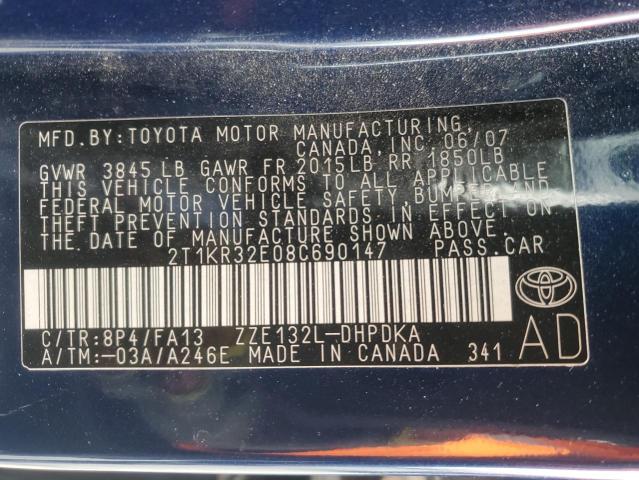 MFD.BY:TOYOTA MOTOR MANUFACTURING,
CANADA, INC. 06/07
GVWR 3845 LB GAWR FR 2015LB, RR 1850LB
THIS VEHICLE CONFORMS TO ALL APPLICABLE
FEDERAL MOTOR VEHICLE SAFETY, BUMPER, AND
THEFT PREVENTION STANDARDS IN EFFECT ON
THE DATE OF MANUFACTURE SHOWN ABOVE.
2T1KR32E08C690147 PASS.CAR
C/TR:8P4/FA13 ZZE132L-DHPDKA
A/TM:-03A/A246E MADE IN CANADA 341
TOYOTA
AD